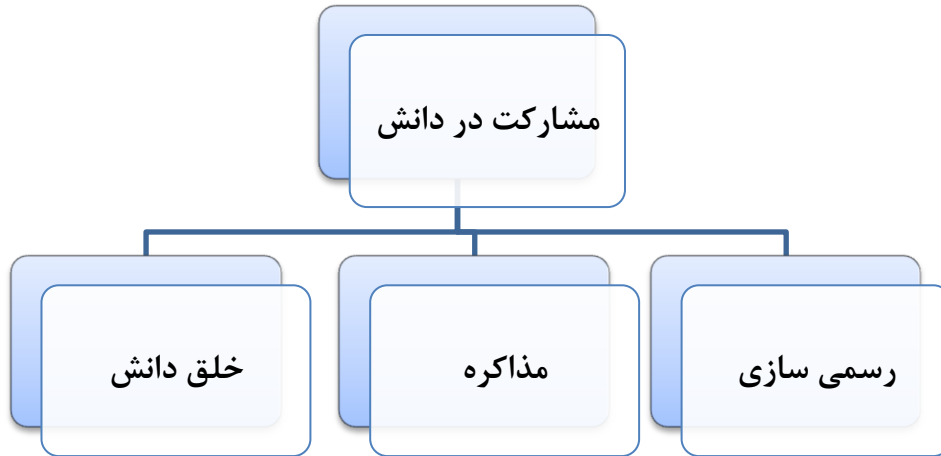 مشارکت در دانش
رسمی سازی
مذاکره
خلق دانش